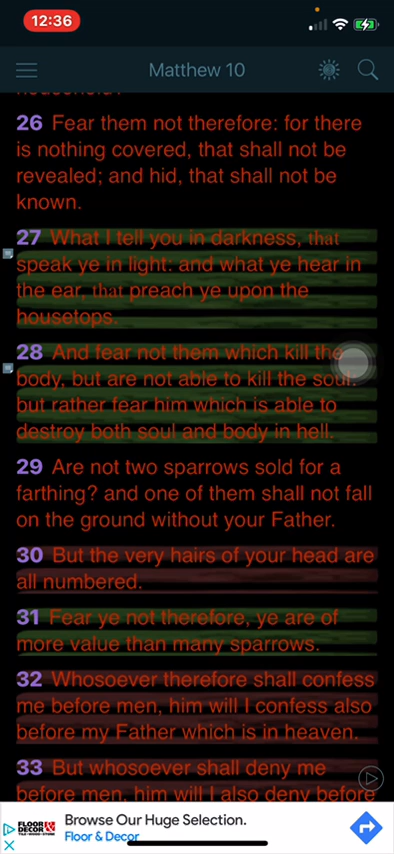 12:36
Matthew 10
household?
26 Fear them not therefore: for there
is nothing covered, that shall not be
revealed; and hid, that shall not be
known.
27 What I tell you in darkness, that
speak ye in light: and what ye hear in
the ear, that preach ye upon the
housetops.
28 And fear not them which kill the
body, but are not able to kill the soul:
but rather fear him which is able to
destroy both soul and body in hell.
29 Are not two sparrows sold for a
farthing? and one of them shall not fall
on the ground without your Father.
30 But the very hairs of your head are
all numbered.
31 Fear ye not therefore, ye are of
more value than many sparrows.
32 Whosoever therefore shall confess
me before men, him will I confess also
before my Father which is in heaven.
33 But whosoever shall deny me
before men, him will I also deny before
FLOOR
DECOR
Browse Our Huge Selection.
Floor & Decor